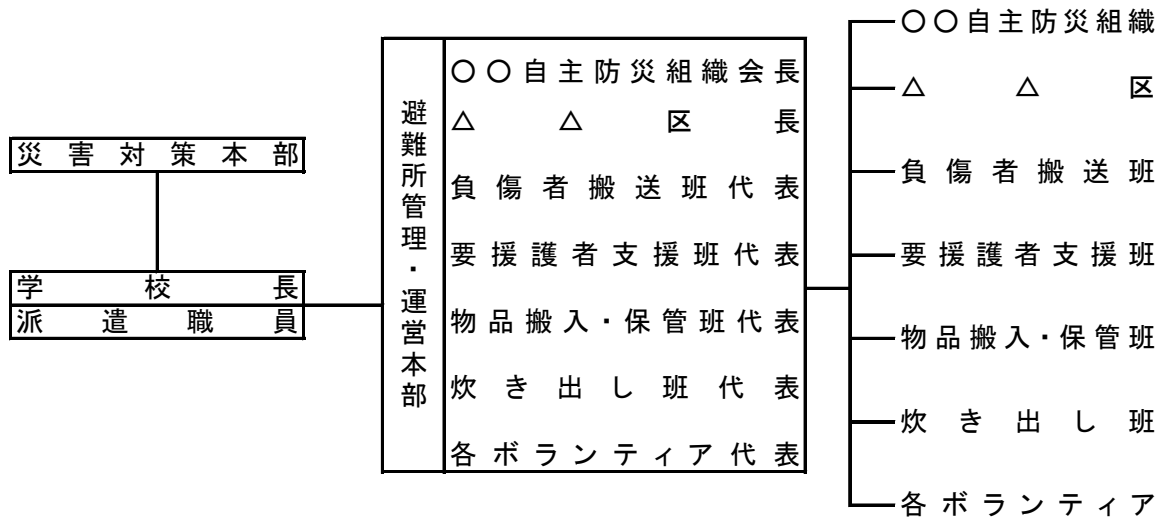 災害対策本部
学校長
派遣職員
避難所管理・運営本部
〇〇自主防災組織会長
△△区長
負傷者搬送班代表
要援護者支援班代表
物品搬入・保管班代表
炊き出し班代表
各ボランティア代表
〇〇自主防災組織
△△区
負傷者搬送班
要援護者支援班
物品搬入・保管班
炊き出し班
各ボランティア